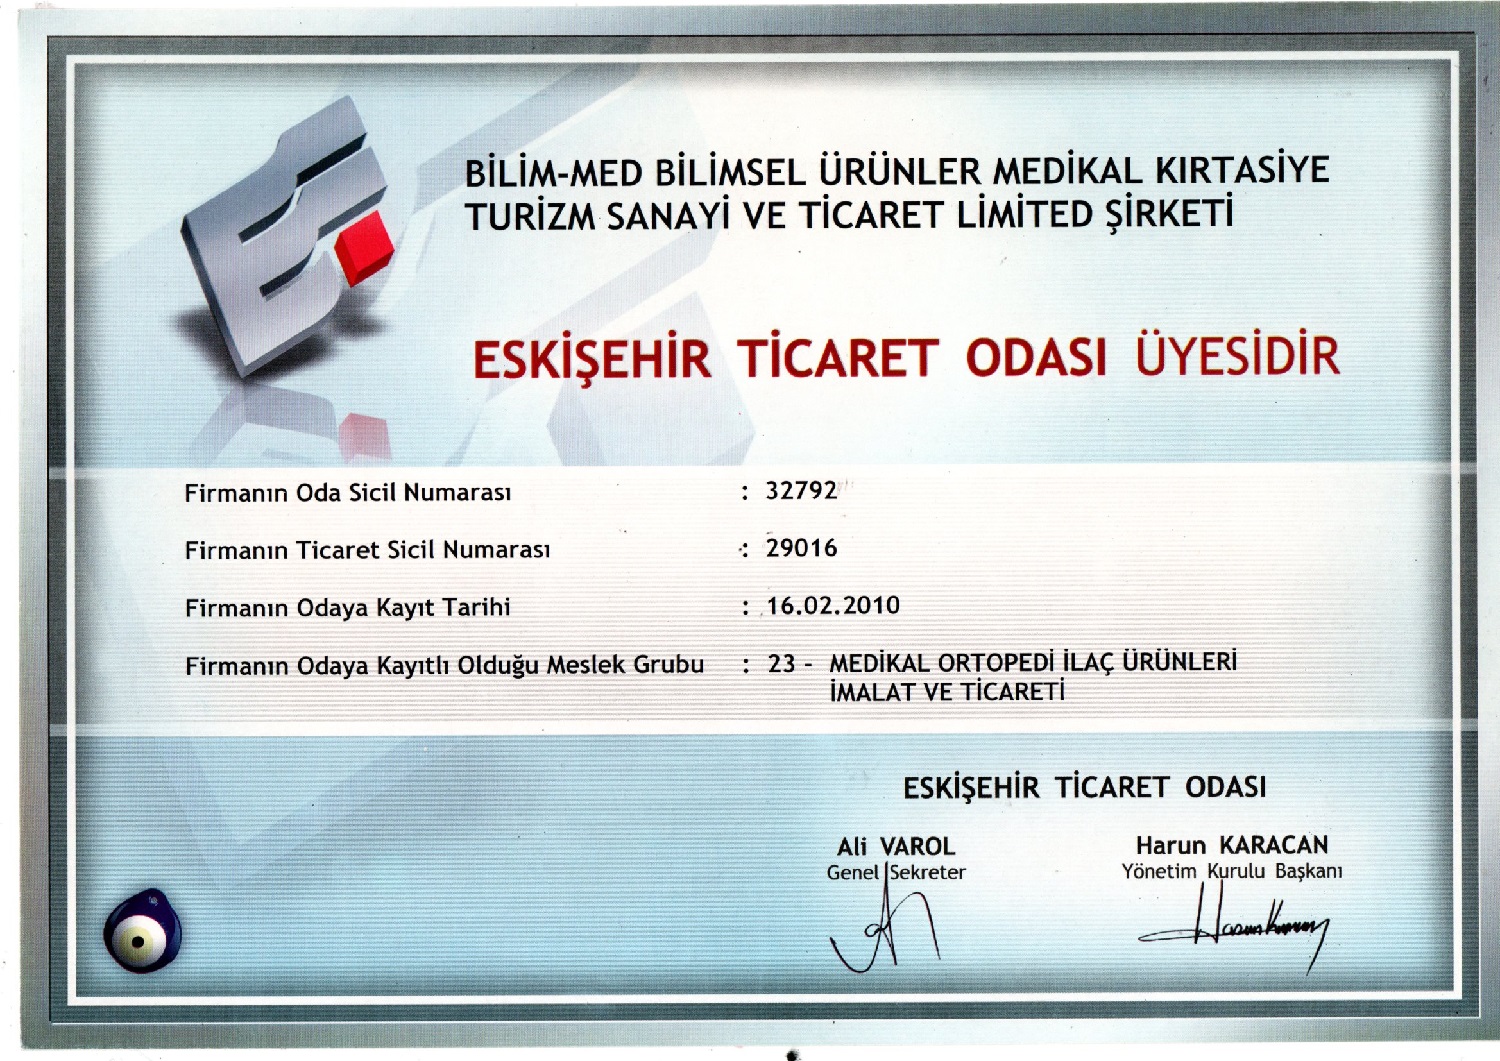 BİLİM-MED BİLİMSEL ÜRÜNLER MEDİKAL KIRTASİYE
TURİZM SANAYİ VE TİCARET LİMİTED ŞİRKETİ
ESKİŞEHİR TİCARET ODASI ÜYESİDİR
Firmanın Oda Sicil Numarası : 32792
Firmanın Ticaret Sicil Numarası : 29016
Firmanın Odaya Kayıt Tarihi : 16.02.2010
Firmanın Odaya Kayıtlı Olduğu Meslek Grubu : 23 - MEDİKAL ORTOPEDİ İLAÇ ÜRÜNLERİ
İMALAT VE TİCARETİ
ESKİŞEHİR TİCARET ODASI
Ali VAROL Harun KARACAN
Genel Sekreter Yönetim Kurulu Başkanı